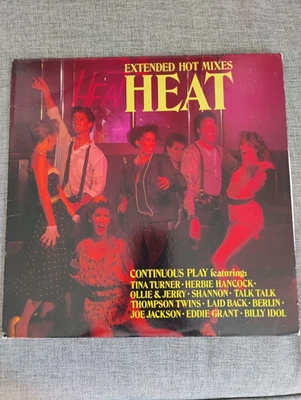 EXTENDED HOT MIXES
HEAT
CONTINUOUS PLAY featuring:
TINA TURNER • HERBIE HANCOCK •
OLLIE & JERRY • SHANNON • TALK TALK
THOMPSON TWINS • LAID BACK • BERLIN •
JOE JACKSON • EDDIE GRANT • BILLY IDOL